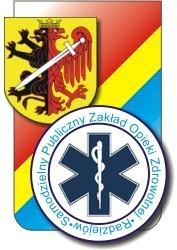 Samodzielny Publiczny Zakład Opieki Zdrowotnej • Radziejów •